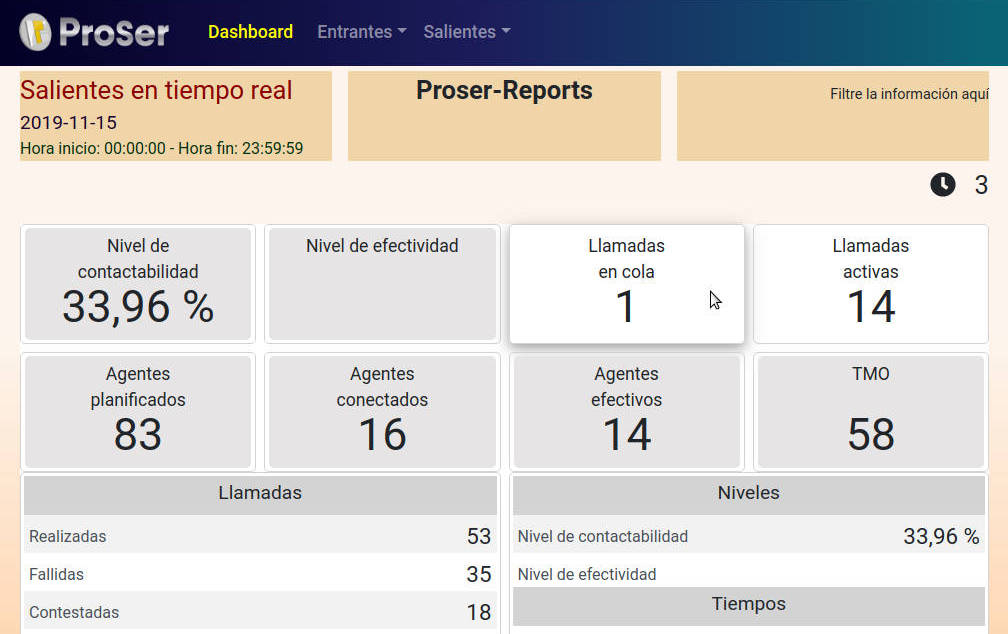 ProSer
Dashboard Entrantes Salientes
Salientes en tiempo real
2019-11-15
Hora inicio: 00:00:00 - Hora fin: 23:59:59
Proser-Reports
Filtre la información aquí
3
Nivel de
contactabilidad
33,96 %
Nivel de efectividad
Llamadas
en cola
1
Llamadas
activas
14
Agentes
planificados
83
Agentes
conectados
16
Agentes
efectivos
14
TMO
58
Llamadas
Realizadas 53
Fallidas 35
Contestadas 18
Niveles
Nivel de contactabilidad 33,96 %
Nivel de efectividad
Tiempos